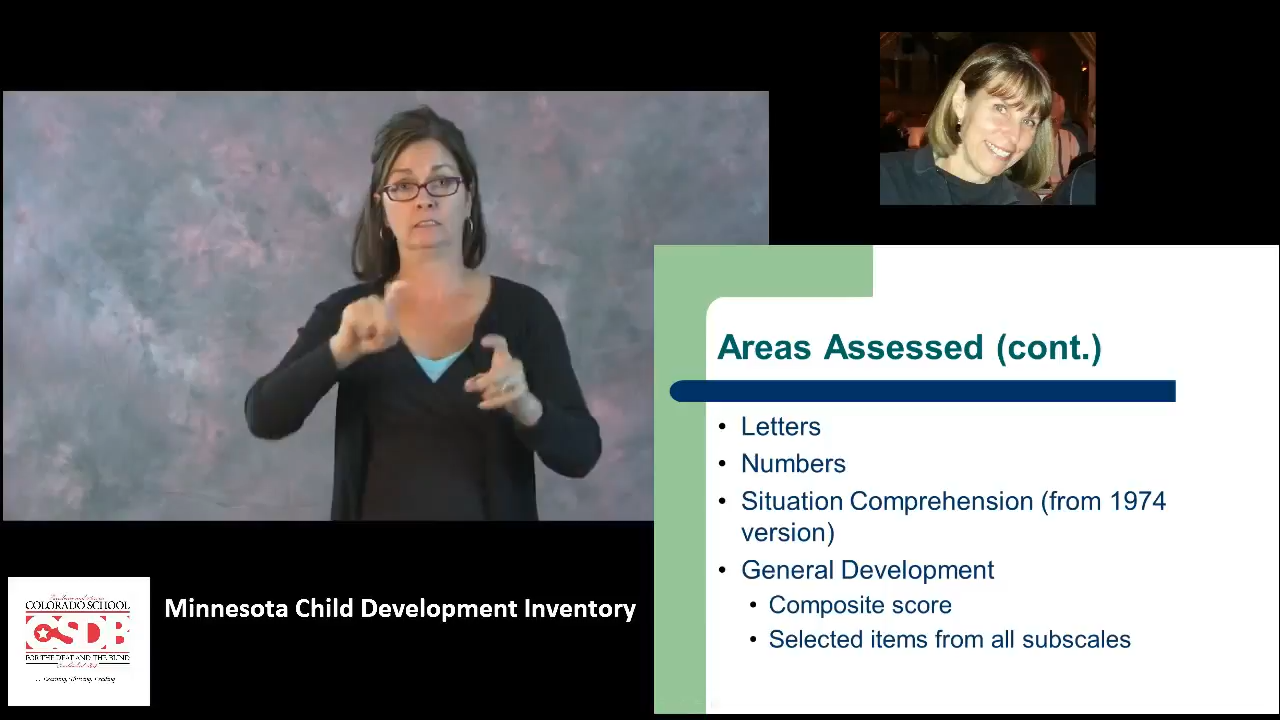 Areas Assessed (cont.)
• Letters
• Numbers
• Situation Comprehension (from 1974
version)
• General Development
• Composite score
• Selected items from all subscales
COLORADO SCHOOL
CSDB
FOR THE DEAF AND THE BLIND
Minnesota Child Development Inventory